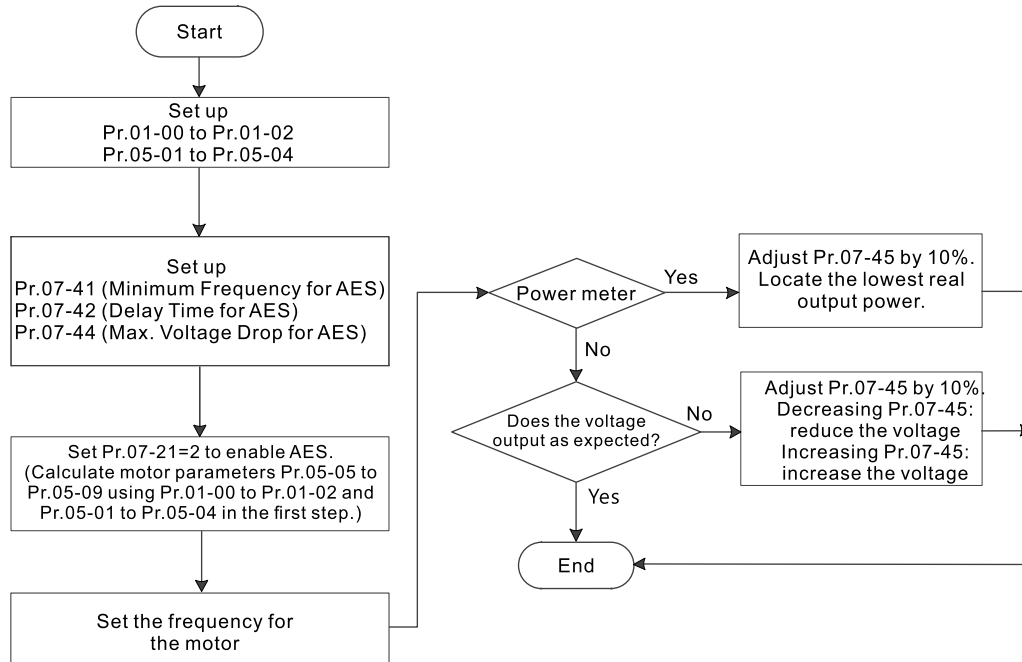 Start
Set up
Pr.01-00 to Pr.01-02
Pr.05-01 to Pr.05-04
Set up
Pr.07-41 (Minimum Frequency for AES)
Pr.07-42 (Delay Time for AES)
Pr.07-44 (Max. Voltage Drop for AES)
Set Pr.07-21=2 to enable AES.
(Calculate motor parameters Pr.05-05 to
Pr.05-09 using Pr.01-00 to Pr.01-02 and
Pr.05-01 to Pr.05-04 in the first step.)
Set the frequency for
the motor
Power meter
Yes
Adjust Pr.07-45 by 10%.
Locate the lowest real
output power.
No
Does the voltage
output as expected?
No
Adjust Pr.07-45 by 10%.
Decreasing Pr.07-45:
reduce the voltage
Increasing Pr.07-45:
increase the voltage
Yes
End